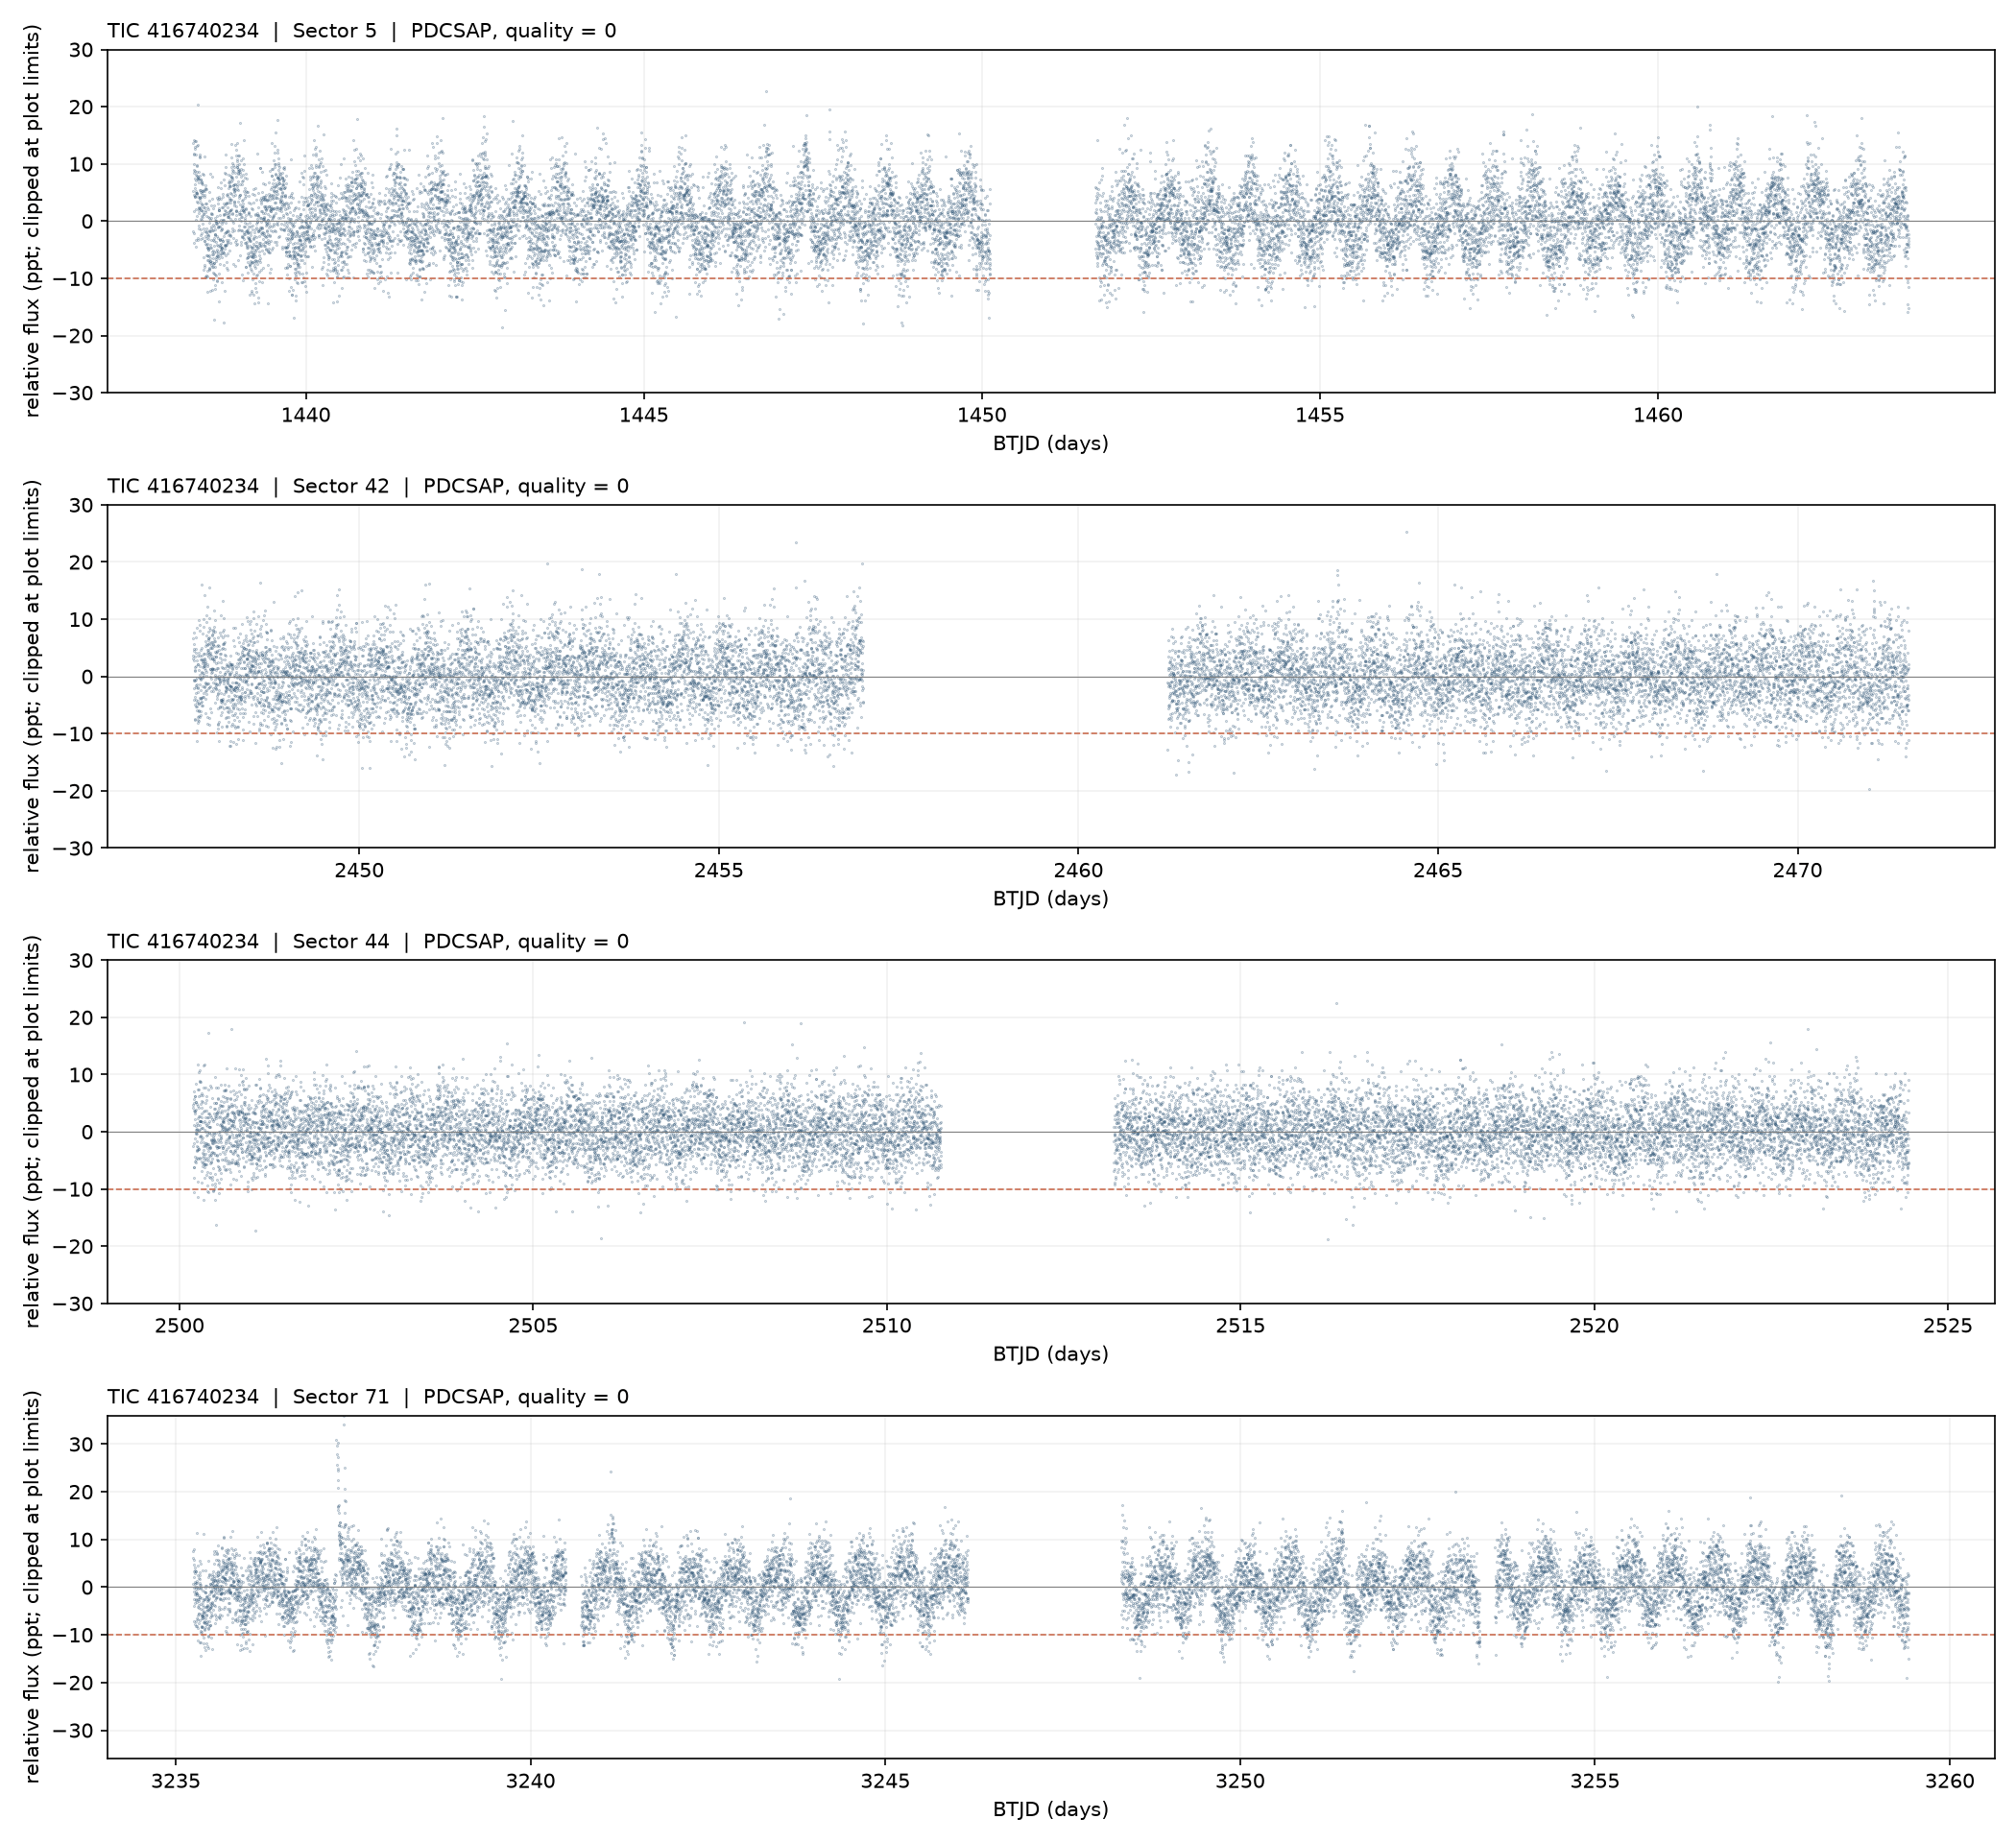 TIC 416740234 | Sector 5 | PDCSAP, quality = 0
relative flux (ppt; clipped at plot limits)
30
20
10
0
−10
−20
−30
1440 1445 1450 1455 1460
BTJD (days)
TIC 416740234 | Sector 42 | PDCSAP, quality = 0
relative flux (ppt; clipped at plot limits)
30
20
10
0
−10
−20
−30
2450 2455 2460 2465 2470
BTJD (days)
TIC 416740234 | Sector 44 | PDCSAP, quality = 0
relative flux (ppt; clipped at plot limits)
30
20
10
0
−10
−20
−30
2500 2505 2510 2515 2520 2525
BTJD (days)
TIC 416740234 | Sector 71 | PDCSAP, quality = 0
relative flux (ppt; clipped at plot limits)
30
20
10
0
−10
−20
−30
3235 3240 3245 3250 3255 3260
BTJD (days)